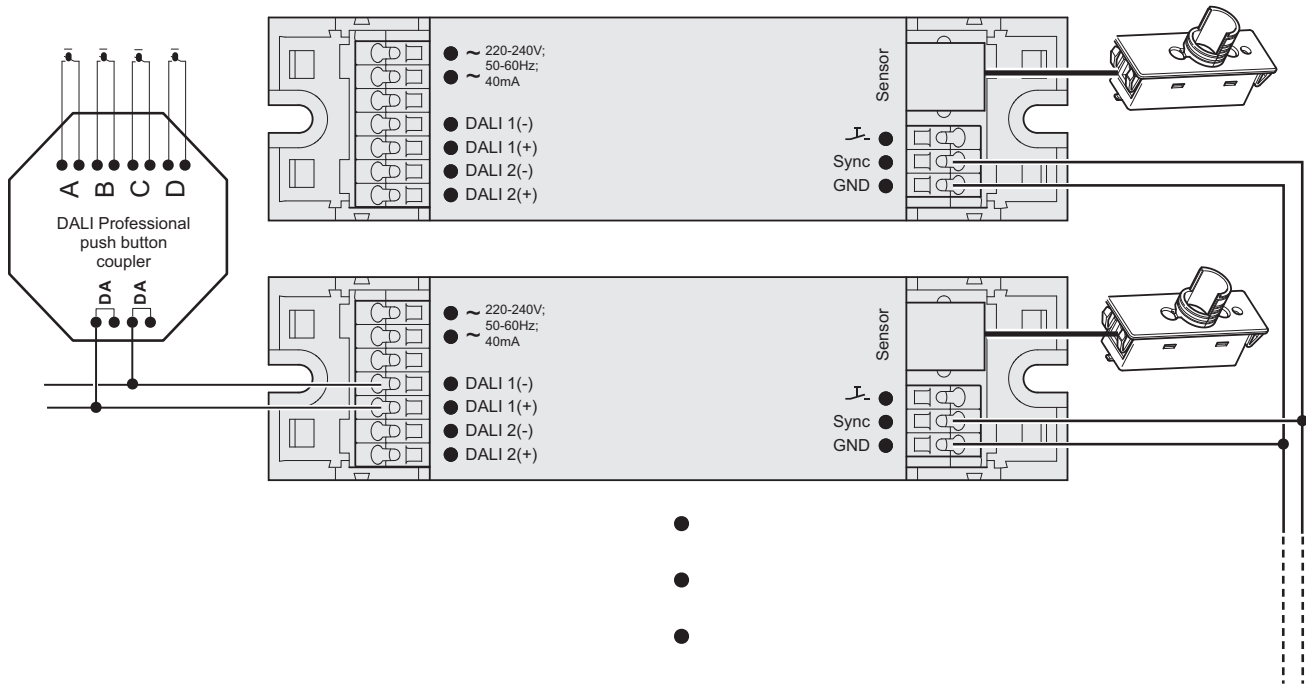 A B C D
DALI Professional
push button
coupler
DA DA
~ 220-240V;
50-60Hz;
~ 40mA
DALI 1(-)
DALI 1(+)
DALI 2(-)
DALI 2(+)
Sensor
Sync
GND
~ 220-240V;
50-60Hz;
~ 40mA
DALI 1(-)
DALI 1(+)
DALI 2(-)
DALI 2(+)
Sensor
Sync
GND